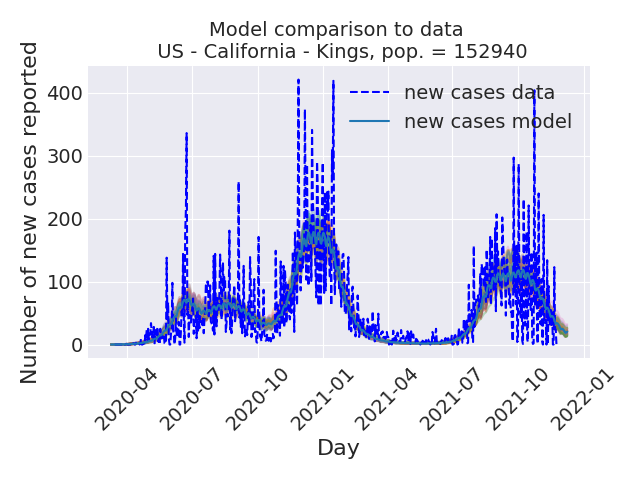 Model comparison to data
US - California - Kings, pop. = 152940
Number of new cases reported
400
300
200
100
0
new cases data
new cases model
2020-04
2020-07
2020-10
2021-01
2021-04
2021-07
2021-10
2022-01
Day